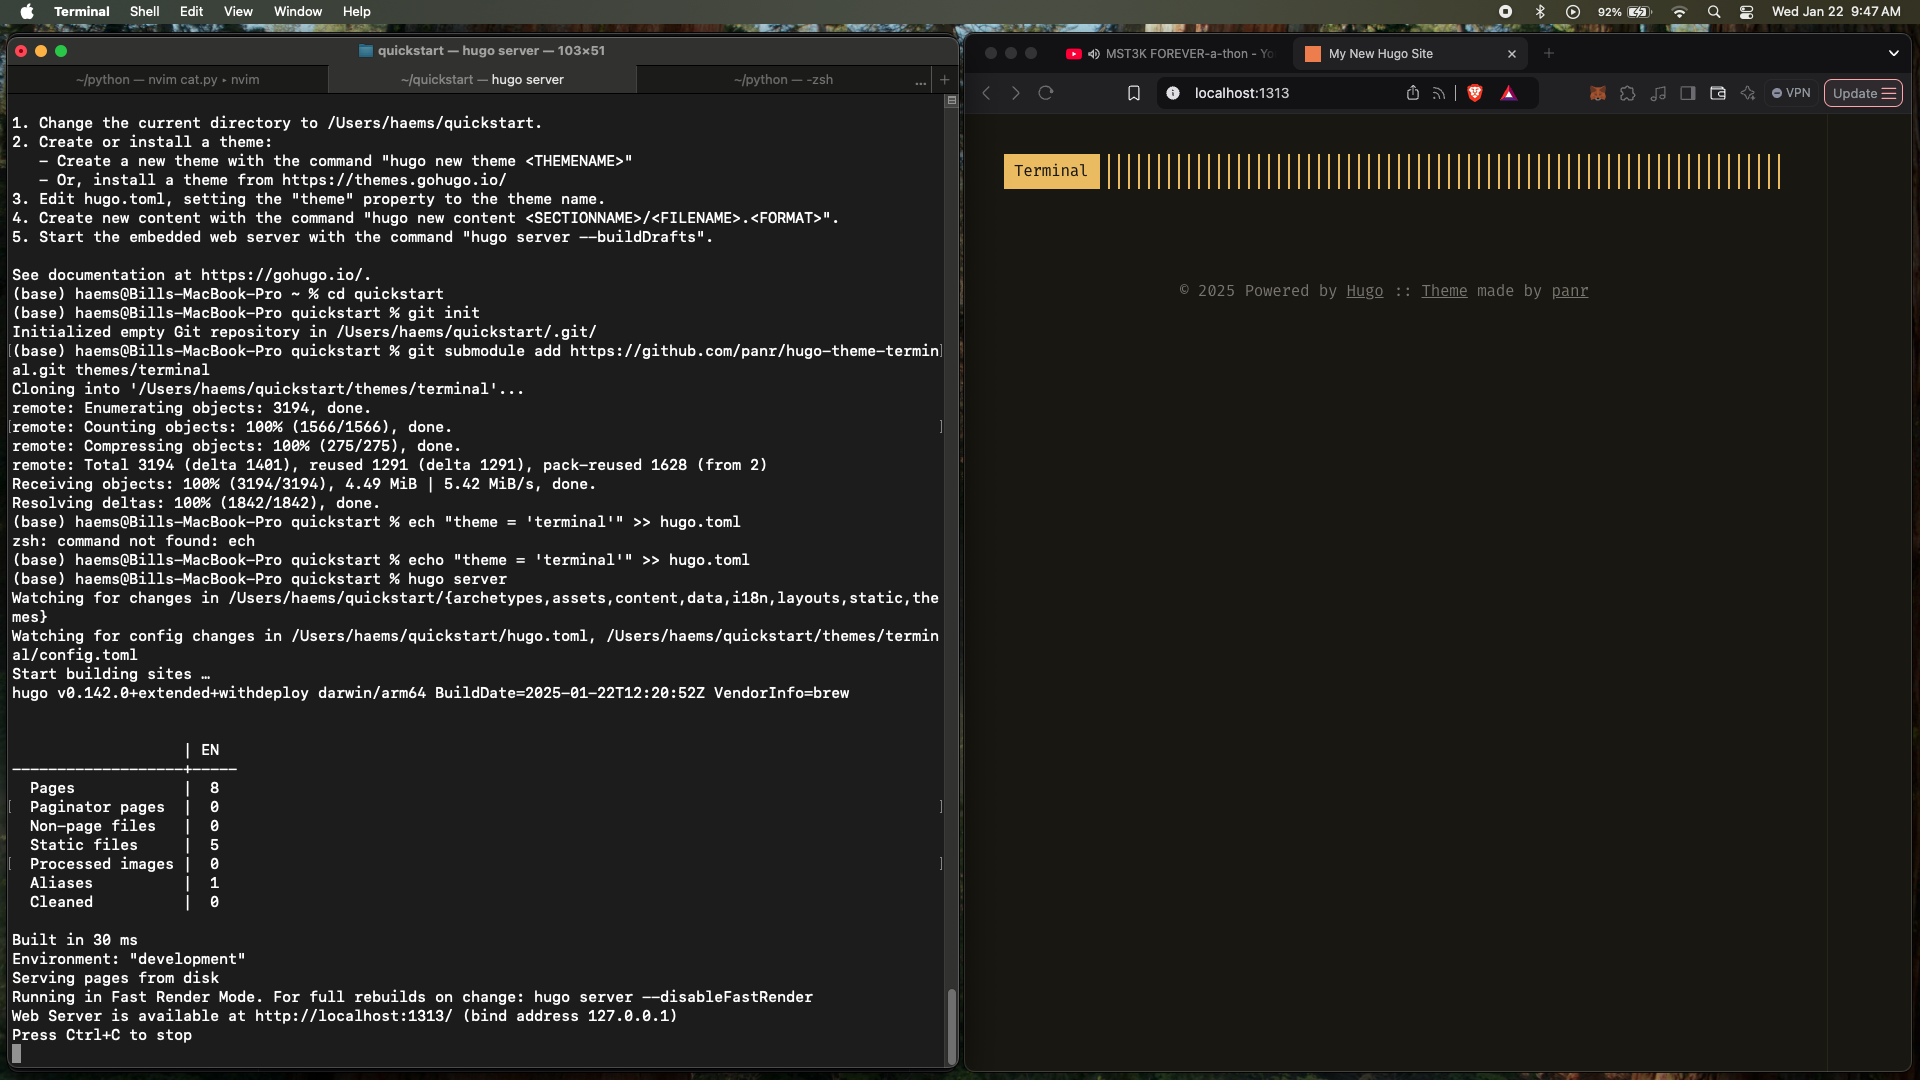 Terminal Shell Edit View Window Help 92% Wed Jan 22 9:47 AM
quickstart — hugo server — 103×51
~/python — nvim cat.py ▸ nvim ~/quickstart — hugo server ~/python — -zsh ... +
1. Change the current directory to /Users/haems/quickstart.
2. Create or install a theme:
   - Create a new theme with the command "hugo new theme <THEMENAME>"
   - Or, install a theme from https://themes.gohugo.io/
3. Edit hugo.toml, setting the "theme" property to the theme name.
4. Create new content with the command "hugo new content <SECTIONNAME>/<FILENAME>.<FORMAT>".
5. Start the embedded web server with the command "hugo server --buildDrafts".
See documentation at https://gohugo.io/.
(base) haems@Bills-MacBook-Pro ~ % cd quickstart
(base) haems@Bills-MacBook-Pro quickstart % git init
Initialized empty Git repository in /Users/haems/quickstart/.git/
[(base) haems@Bills-MacBook-Pro quickstart % git submodule add https://github.com/panr/hugo-theme-termin]
al.git themes/terminal
Cloning into '/Users/haems/quickstart/themes/terminal'...
remote: Enumerating objects: 3194, done.
[remote: Counting objects: 100% (1566/1566), done. ]
remote: Compressing objects: 100% (275/275), done.
remote: Total 3194 (delta 1401), reused 1291 (delta 1291), pack-reused 1628 (from 2)
Receiving objects: 100% (3194/3194), 4.49 MiB | 5.42 MiB/s, done.
Resolving deltas: 100% (1842/1842), done.
(base) haems@Bills-MacBook-Pro quickstart % ech "theme = 'terminal'" >> hugo.toml
zsh: command not found: ech
(base) haems@Bills-MacBook-Pro quickstart % echo "theme = 'terminal'" >> hugo.toml
(base) haems@Bills-MacBook-Pro quickstart % hugo server
Watching for changes in /Users/haems/quickstart/{archetypes,assets,content,data,i18n,layouts,static,the
mes}
Watching for config changes in /Users/haems/quickstart/hugo.toml, /Users/haems/quickstart/themes/termin
al/config.toml
Start building sites …
hugo v0.142.0+extended+withdeploy darwin/arm64 BuildDate=2025-01-22T12:20:52Z VendorInfo=brew
                   | EN
-------------------+-----
  Pages            |  8
[ Paginator pages  |  0 ]
  Non-page files   |  0
  Static files     |  5
[ Processed images |  0 ]
  Aliases          |  1
  Cleaned          |  0
Built in 30 ms
Environment: "development"
Serving pages from disk
Running in Fast Render Mode. For full rebuilds on change: hugo server --disableFastRender
Web Server is available at http://localhost:1313/ (bind address 127.0.0.1)
Press Ctrl+C to stop
MST3K FOREVER-a-thon - Yo My New Hugo Site
localhost:1313 VPN Update
Terminal
© 2025 Powered by Hugo :: Theme made by panr